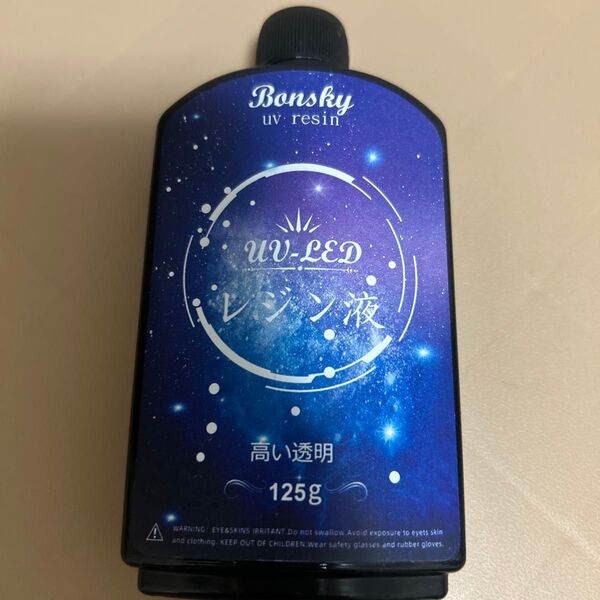 Bonsky
uv resin
UV-LED
レジン液
高い透明
125g
WARNING: EYE&SKINS IRRITANT.Do not swallow.Avoid exposure to eyets skin
and clothing. KEEP OUT OF CHILDREN.Wear safety glasses and rubber gloves.